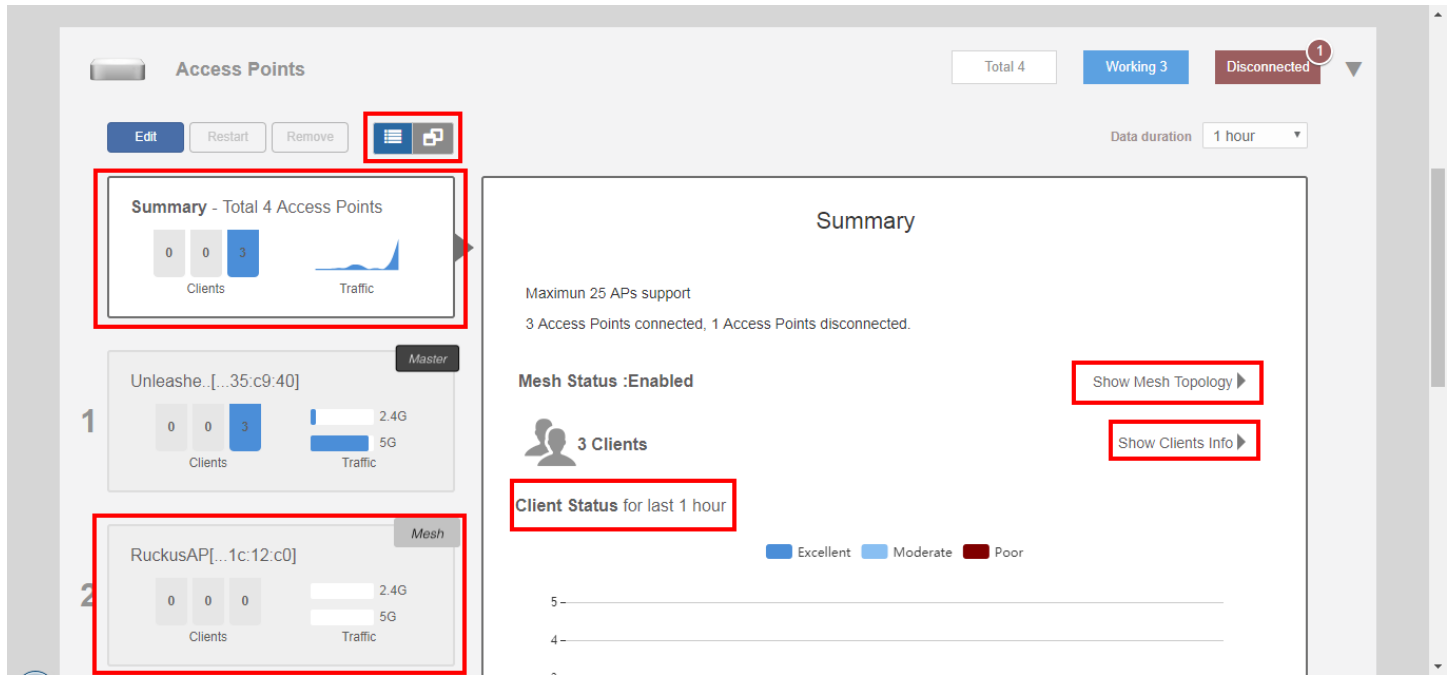 Access Points
Total 4
Working 3
Disconnected
1
Edit
Restart
Remove
Data duration
1 hour
Summary - Total 4 Access Points
0 0 3
Clients
Traffic
Master
Unleashe..[...35:c9:40]
1
0 0 3
2.4G
5G
Clients
Traffic
Mesh
RuckusAP[...1c:12:c0]
2
0 0 0
2.4G
5G
Clients
Traffic
Summary
Maximun 25 APs support
3 Access Points connected, 1 Access Points disconnected.
Mesh Status :Enabled
Show Mesh Topology
3 Clients
Show Clients Info
Client Status for last 1 hour
Excellent
Moderate
Poor
5
4